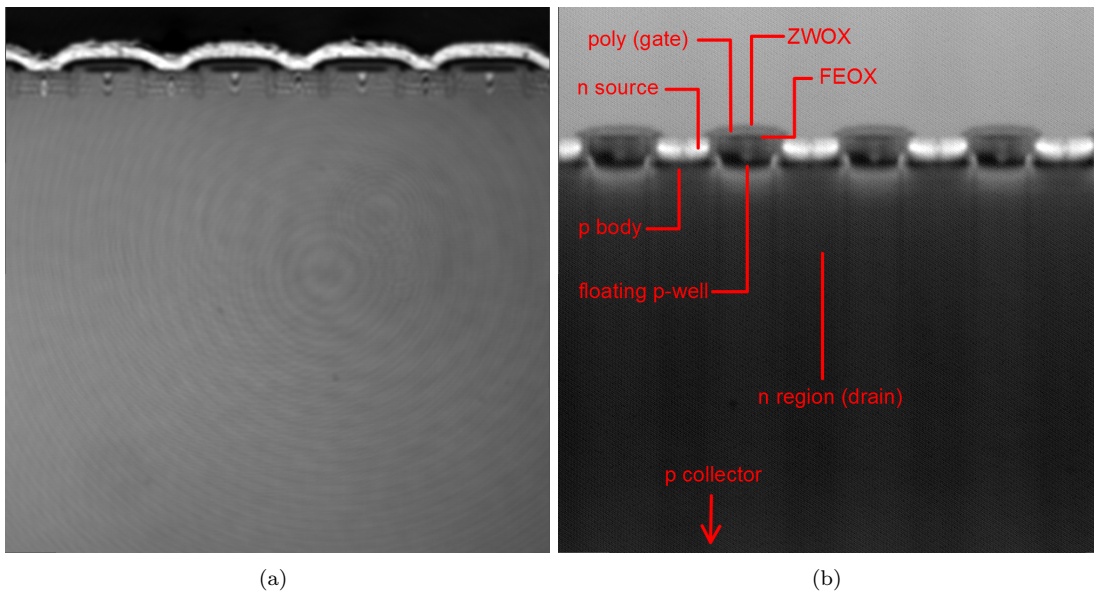 poly (gate)
ZWOX
FEOX
n source
p body
floating p-well
n region (drain)
p collector
(a)
(b)